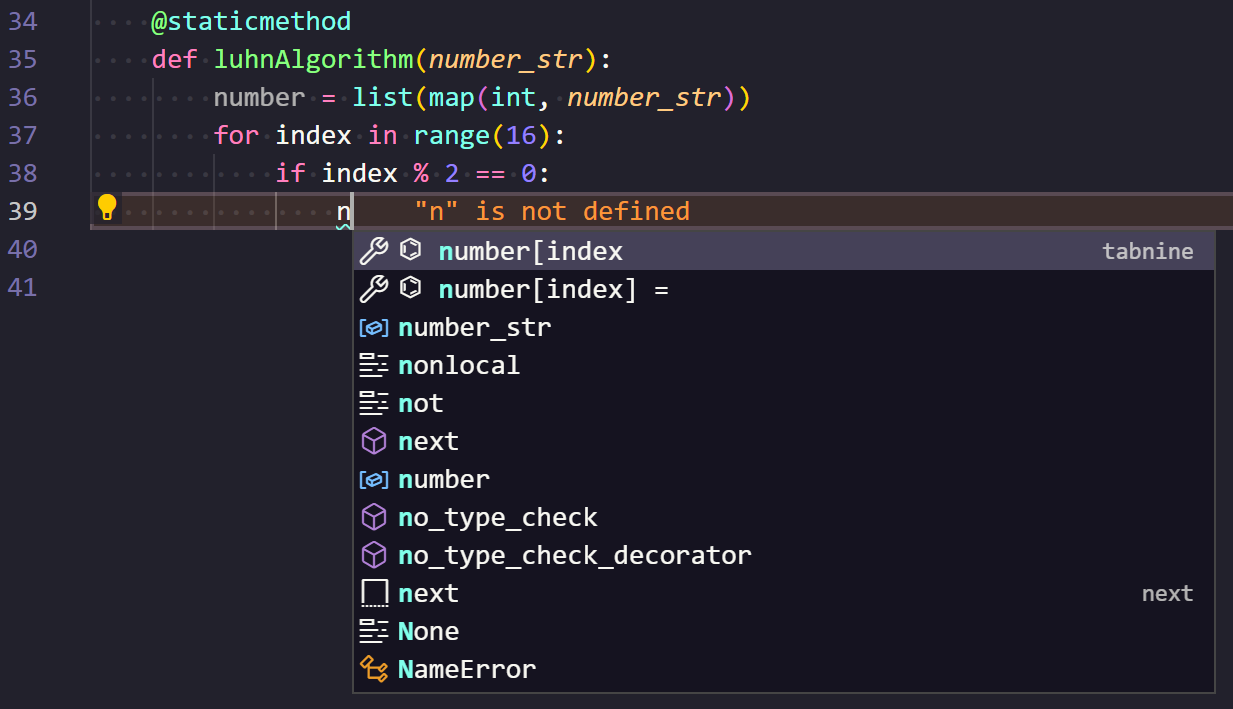 34 @staticmethod
35 def luhnAlgorithm(number_str):
36 number = list(map(int, number_str))
37 for index in range(16):
38 if index % 2 == 0:
39 n "n" is not defined
40 number[index tabnine
number[index] =
41 number_str
nonlocal
not
next
number
no_type_check
no_type_check_decorator
next next
None
NameError